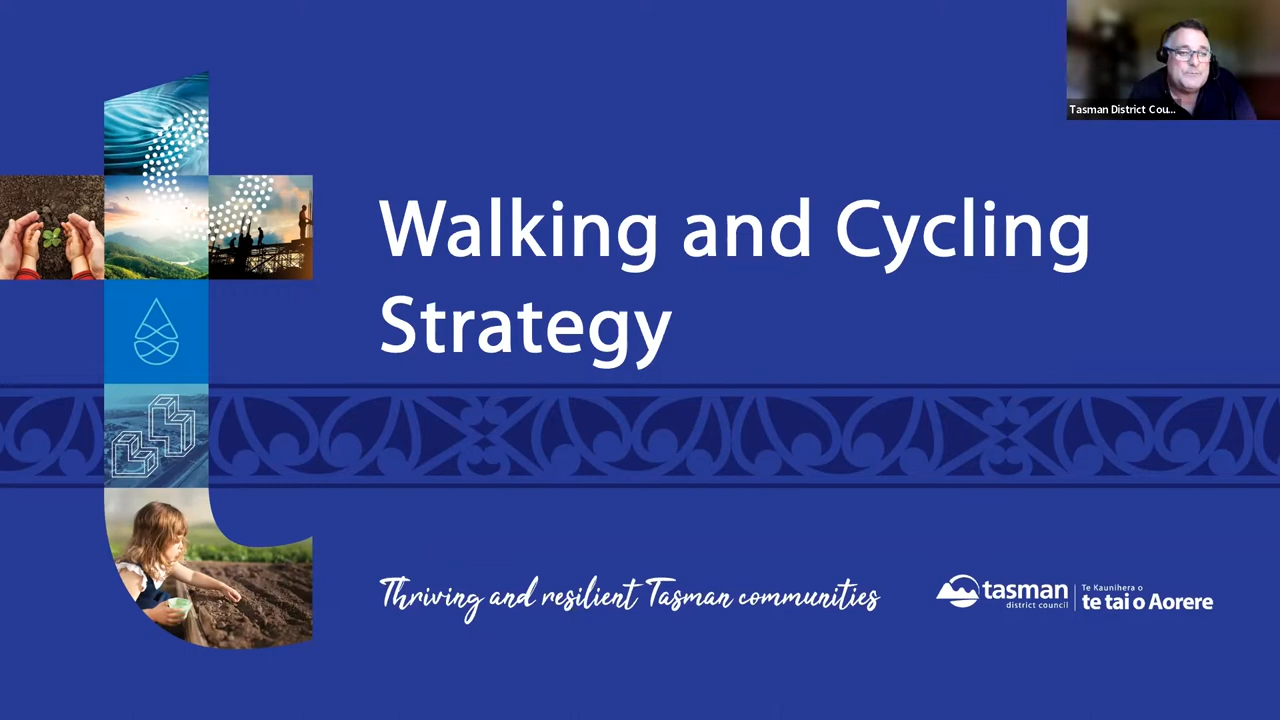 Tasman District Cou...
Walking and Cycling
Strategy
Thriving and resilient Tasman communities
tasman
district council
Te Kaunihera o
te tai o Aorere